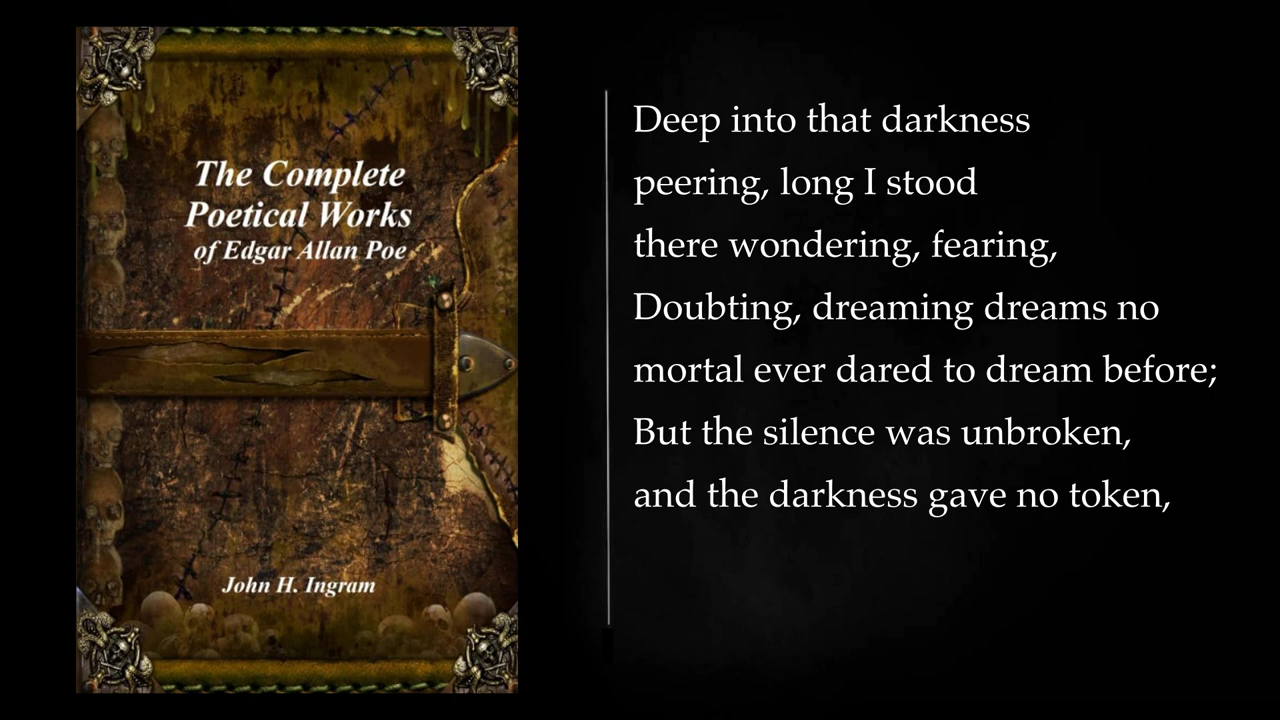 The Complete
Poetical Works
of Edgar Allan Poe
John H. Ingram
Deep into that darkness
peering, long I stood
there wondering, fearing,
Doubting, dreaming dreams no
mortal ever dared to dream before;
But the silence was unbroken,
and the darkness gave no token,